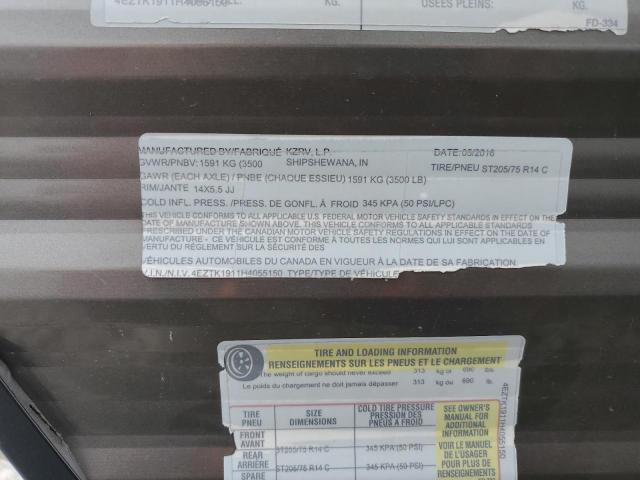 4EZTK1911H4055150 KG. USÉES PLEINS: KG.
FD-334
MANUFACTURED BY/FABRIQUÉ KZRV, L.P. DATE: 05/2016
GVWR/PNBV: 1591 KG (3500 SHIPSHEWANA, IN TIRE/PNEU ST205/75 R14 C
GAWR (EACH AXLE) / PNBE (CHAQUE ESSIEU) 1591 KG (3500 LB)
RIM/JANTE 14X5.5 JJ
COLD INFL. PRESS. /PRESS. DE GONFL. À FROID 345 KPA (50 PSI/LPC)
THIS VEHICLE CONFORMS TO ALL APPLICABLE U.S. FEDERAL MOTOR VEHICLE SAFETY STANDARDS IN EFFECT ON THE
DATE OF MANUFACTURE SHOWN ABOVE. / THIS VEHICLE CONFORMS TO ALL APPLICABLE STANDARDS
PRESCRIBED UNDER THE CANADIAN MOTOR VEHICLE SAFETY REGULATIONS IN EFFECT ON THE DATE OF
MANUFACTURE - CE VÉHICULE EST CONFORME À TOUTES LES NORMES QUI LUI SONT APPLICABLES EN
VERTU DU RÉGLEMENT SUR LA SÉCURITÉ DES
VÉHICULES AUTOMOBILES DU CANADA EN VIGUEUR À LA DATE DE SA FABRICATION.
V.I.N./N.I.V. 4EZTK1911H4055150 TYPE/TYPE DE VÉHICULE
TIRE AND LOADING INFORMATION
RENSEIGNEMENTS SUR LES PNEUS ET LE CHARGEMENT
The weight of cargo should never exceed 313 kg or 690 lb.
Le poids du chargement ne doit jamais dépasser 313 kg ou 690 lb.
TIRE
PNEU
SIZE
DIMENSIONS
COLD TIRE PRESSURE
PRESSION DES
PNEUS A FROID
SEE OWNER'S
MANUAL FOR
ADDITIONAL
INFORMATION
VOIR LE MANUEL
DE L'USAGER
POUR PLUS DE
RENSEIGNEMENTS
FRONT
AVANT
ST205/75 R14 C 345 KPA (50 PSI)
REAR
ARRIÈRE
ST205/75 R14 C 345 KPA (50 PSI)
SPARE
4EZTK1911H4055150